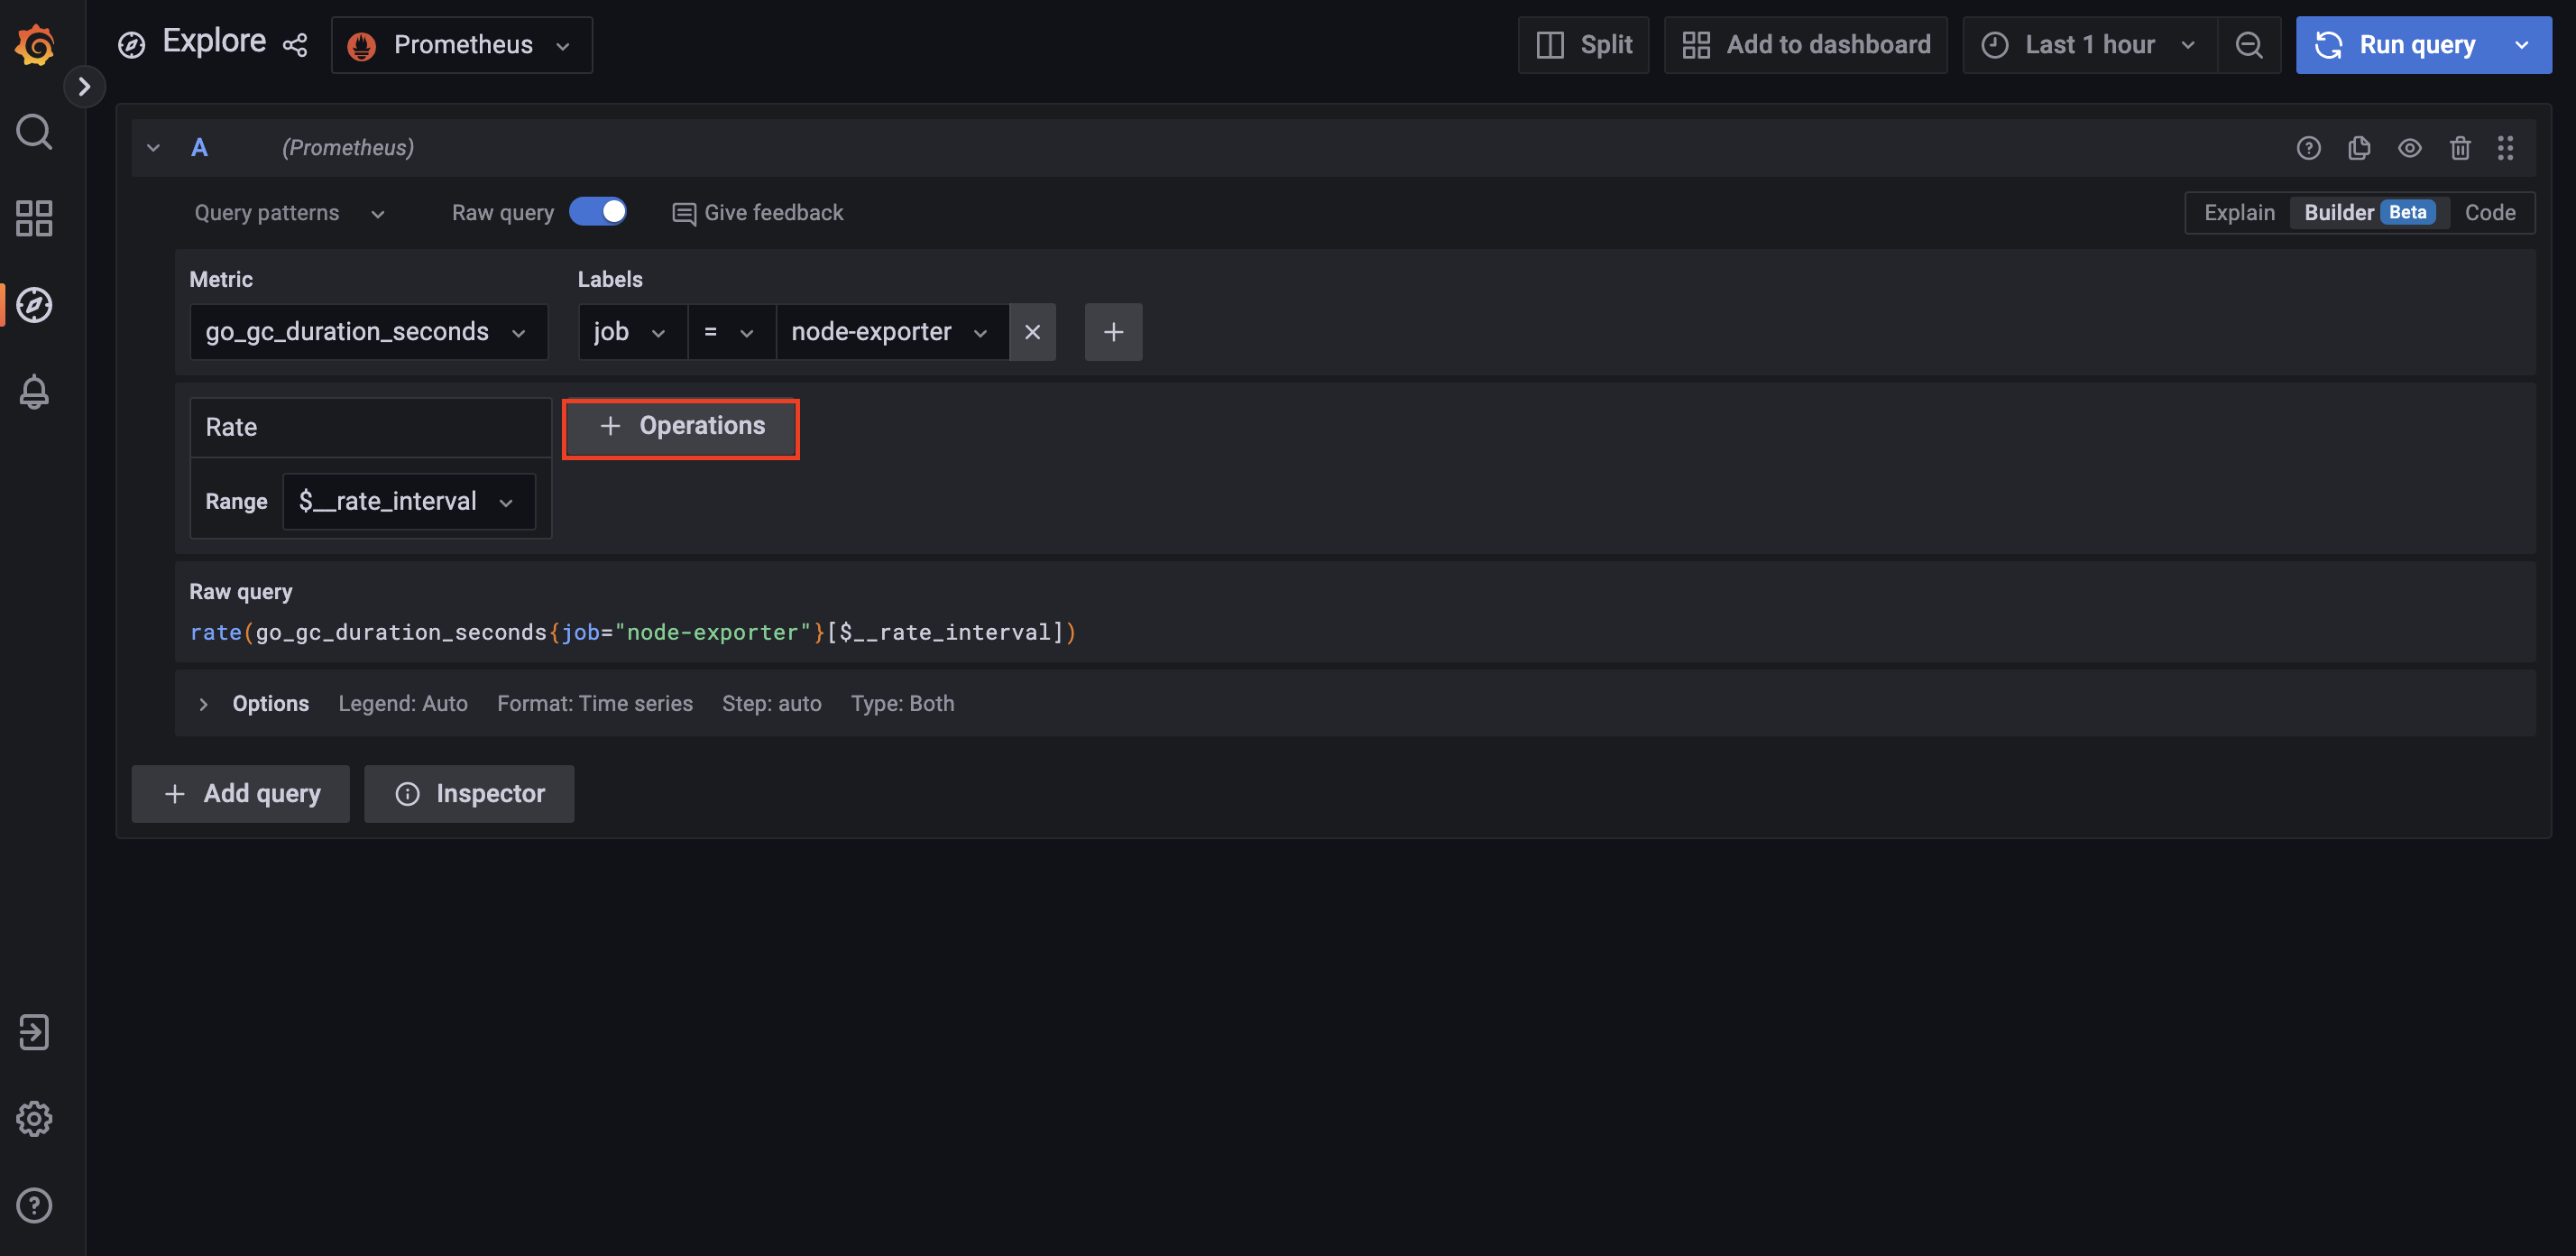 Explore Prometheus Split Add to dashboard Last 1 hour Run query
A (Prometheus)
Query patterns Raw query Give feedback Explain Builder Beta Code
Metric Labels
go_gc_duration_seconds job = node-exporter
Rate Operations
Range $__rate_interval
Raw query
rate(go_gc_duration_seconds{job="node-exporter"}[$__rate_interval])
Options Legend: Auto Format: Time series Step: auto Type: Both
Add query Inspector